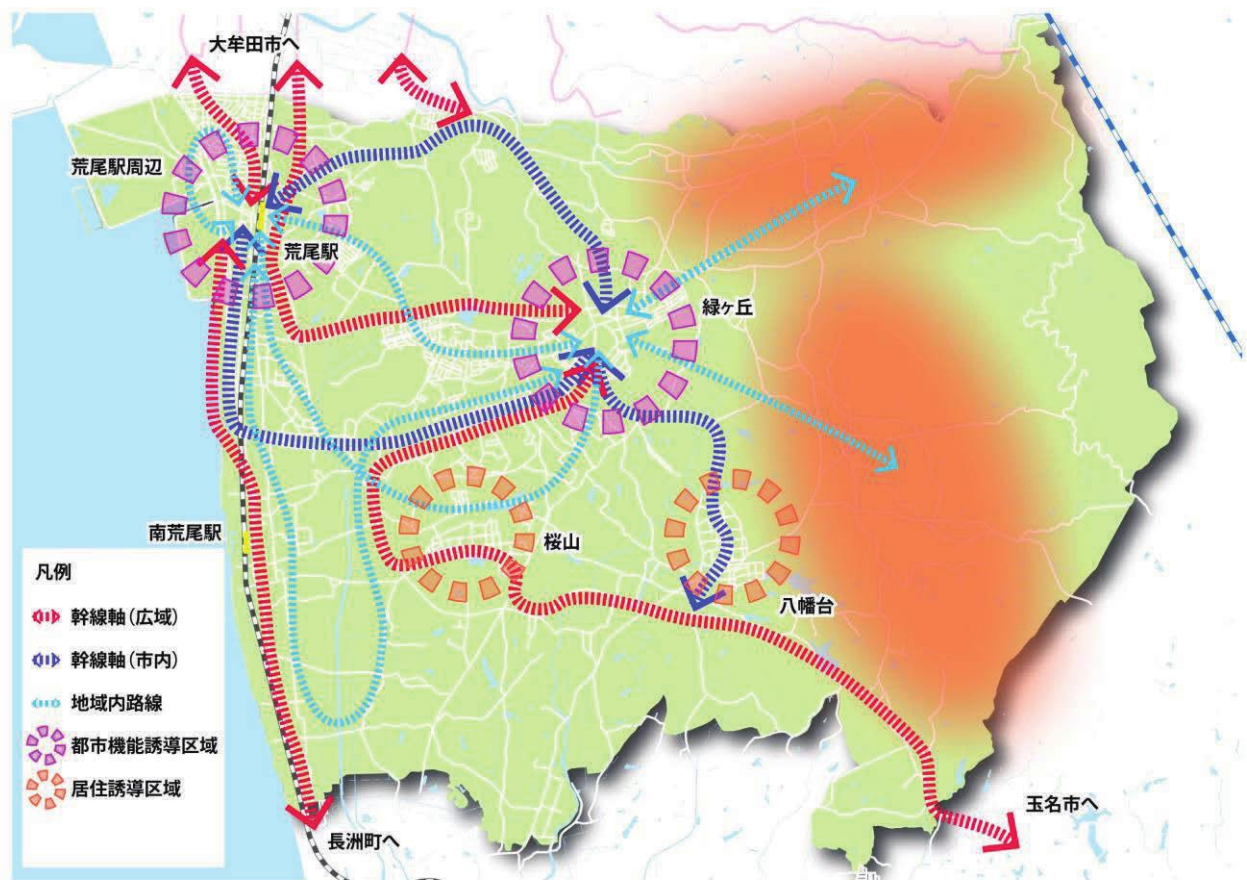 大牟田市へ
荒尾駅周辺
荒尾駅
緑ヶ丘
南荒尾駅
桜山
八幡台
凡例
幹線軸(広域)
幹線軸(市内)
地域内路線
都市機能誘導区域
居住誘導区域
長洲町へ
玉名市へ